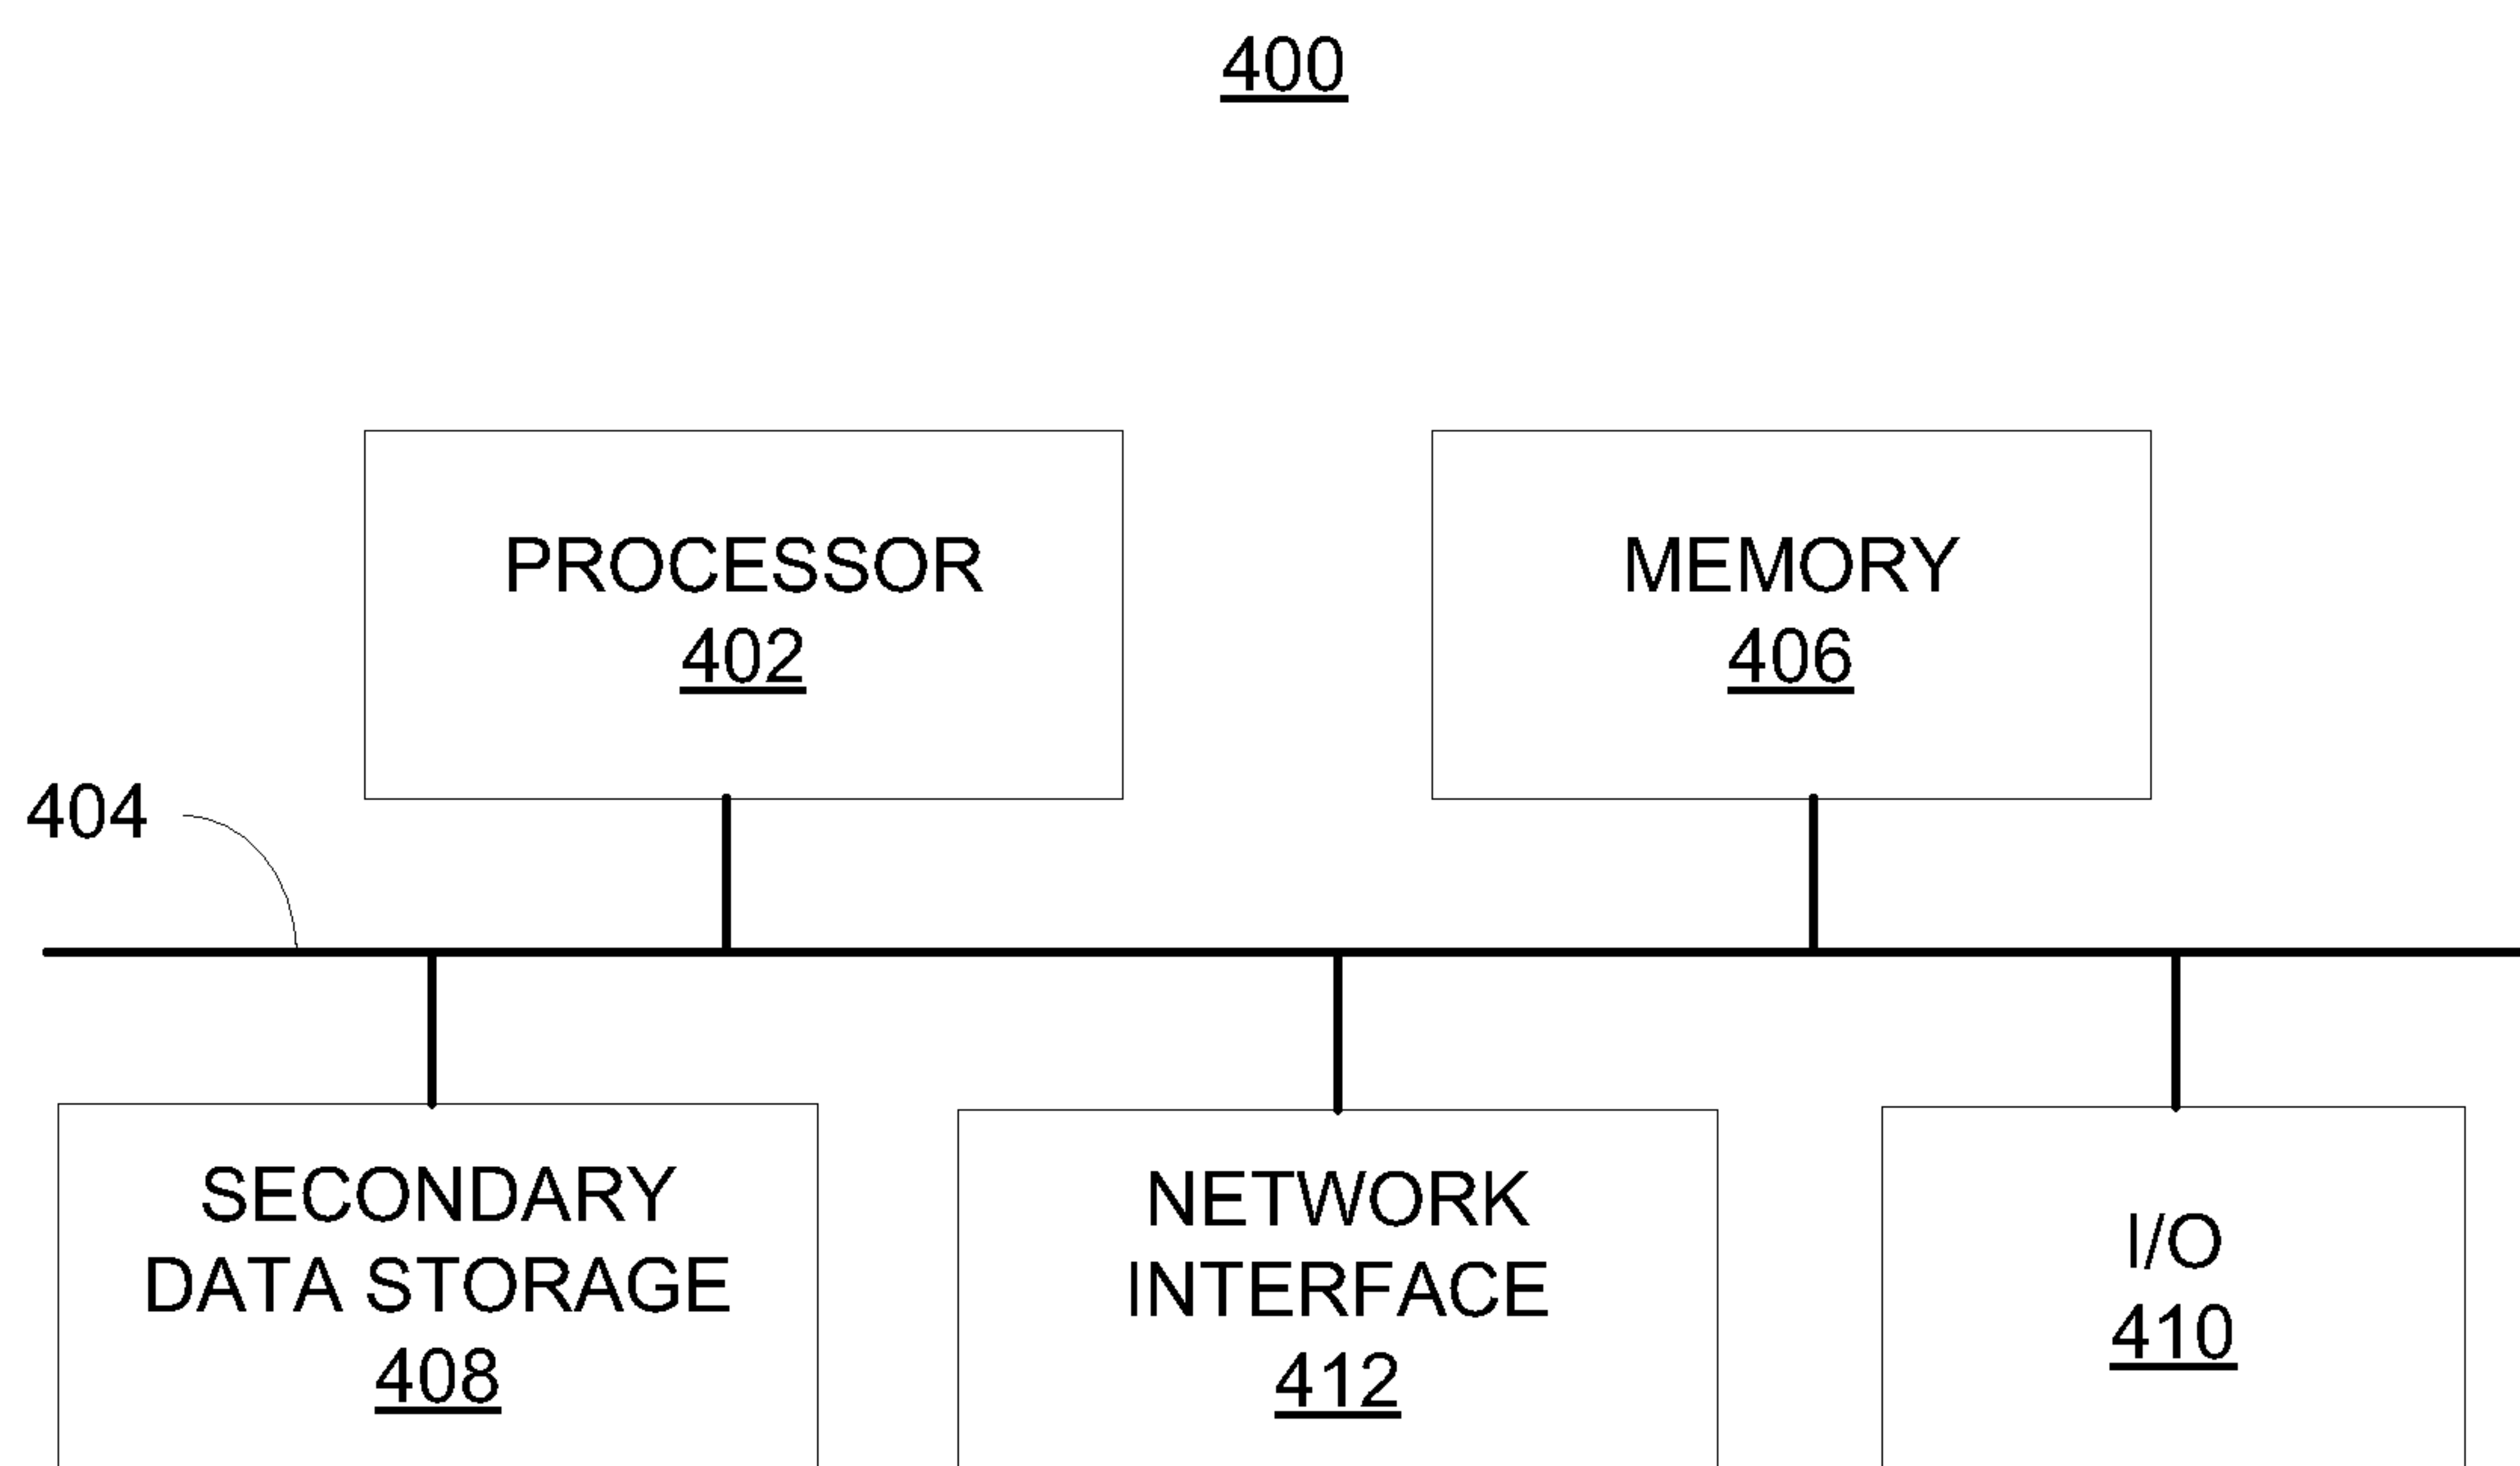 400
PROCESSOR
402
MEMORY
406
404
SECONDARY
DATA STORAGE
408
NETWORK
INTERFACE
412
I/O
410